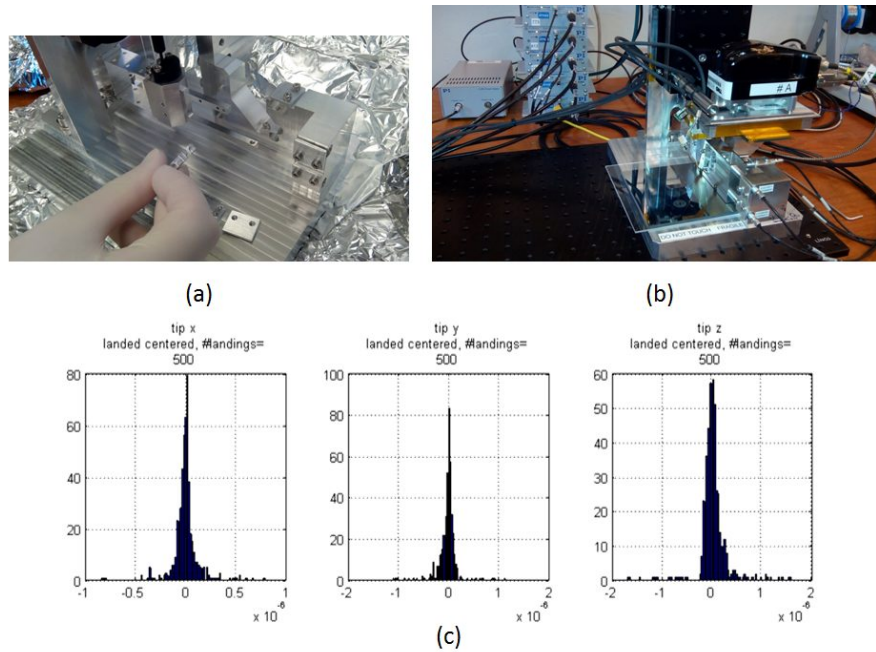 # A
DO NOT TOUCH FRAGILE
(a)
(b)
tip x
landed centered, #landings=
500
80
60
40
20
0
-1
-0.5
0
0.5
1
x 10⁻⁶
tip y
landed centered, #landings=
500
100
80
60
40
20
0
-2
-1
0
1
2
x 10⁻⁶
tip z
landed centered, #landings=
500
60
50
40
30
20
10
0
-2
-1
0
1
2
x 10⁻⁶
(c)